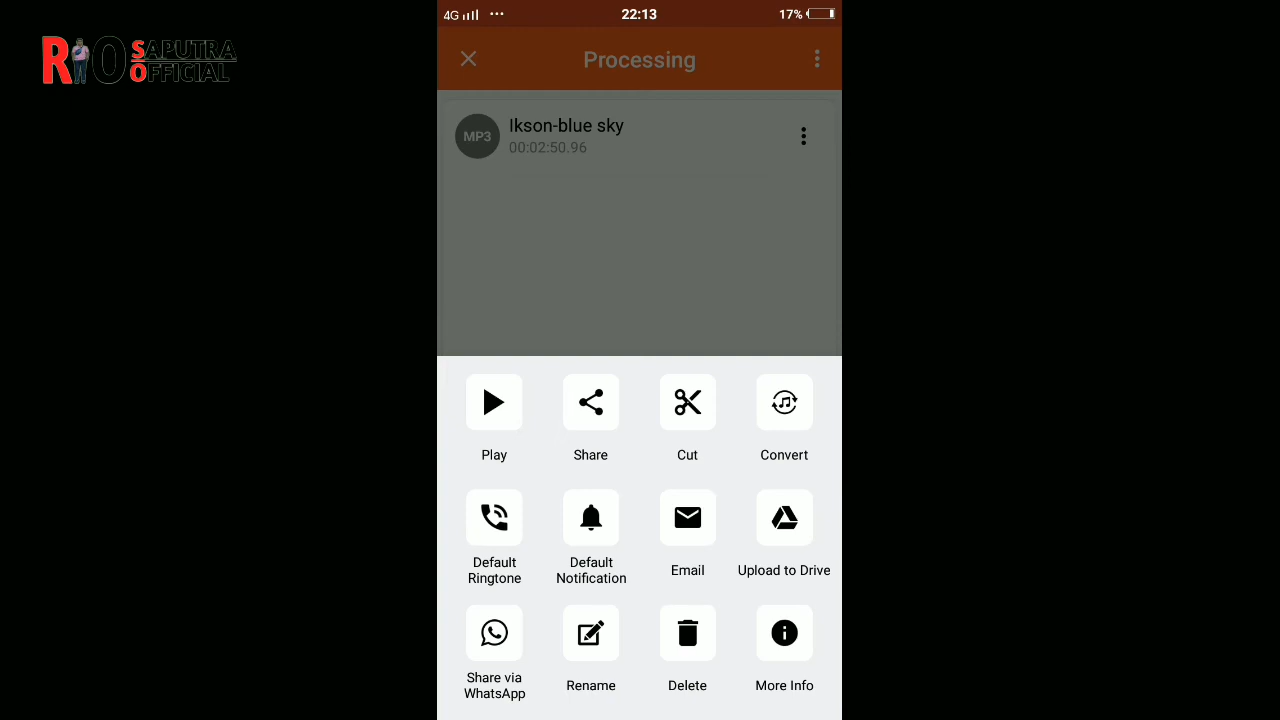 RIO SAPUTRA OFFICIAL
4G 22:13 17%
Processing
MP3
Ikson-blue sky
00:02:50.96
Play Share Cut Convert
Default Ringtone
Default Notification
Email
Upload to Drive
Share via WhatsApp
Rename
Delete
More Info